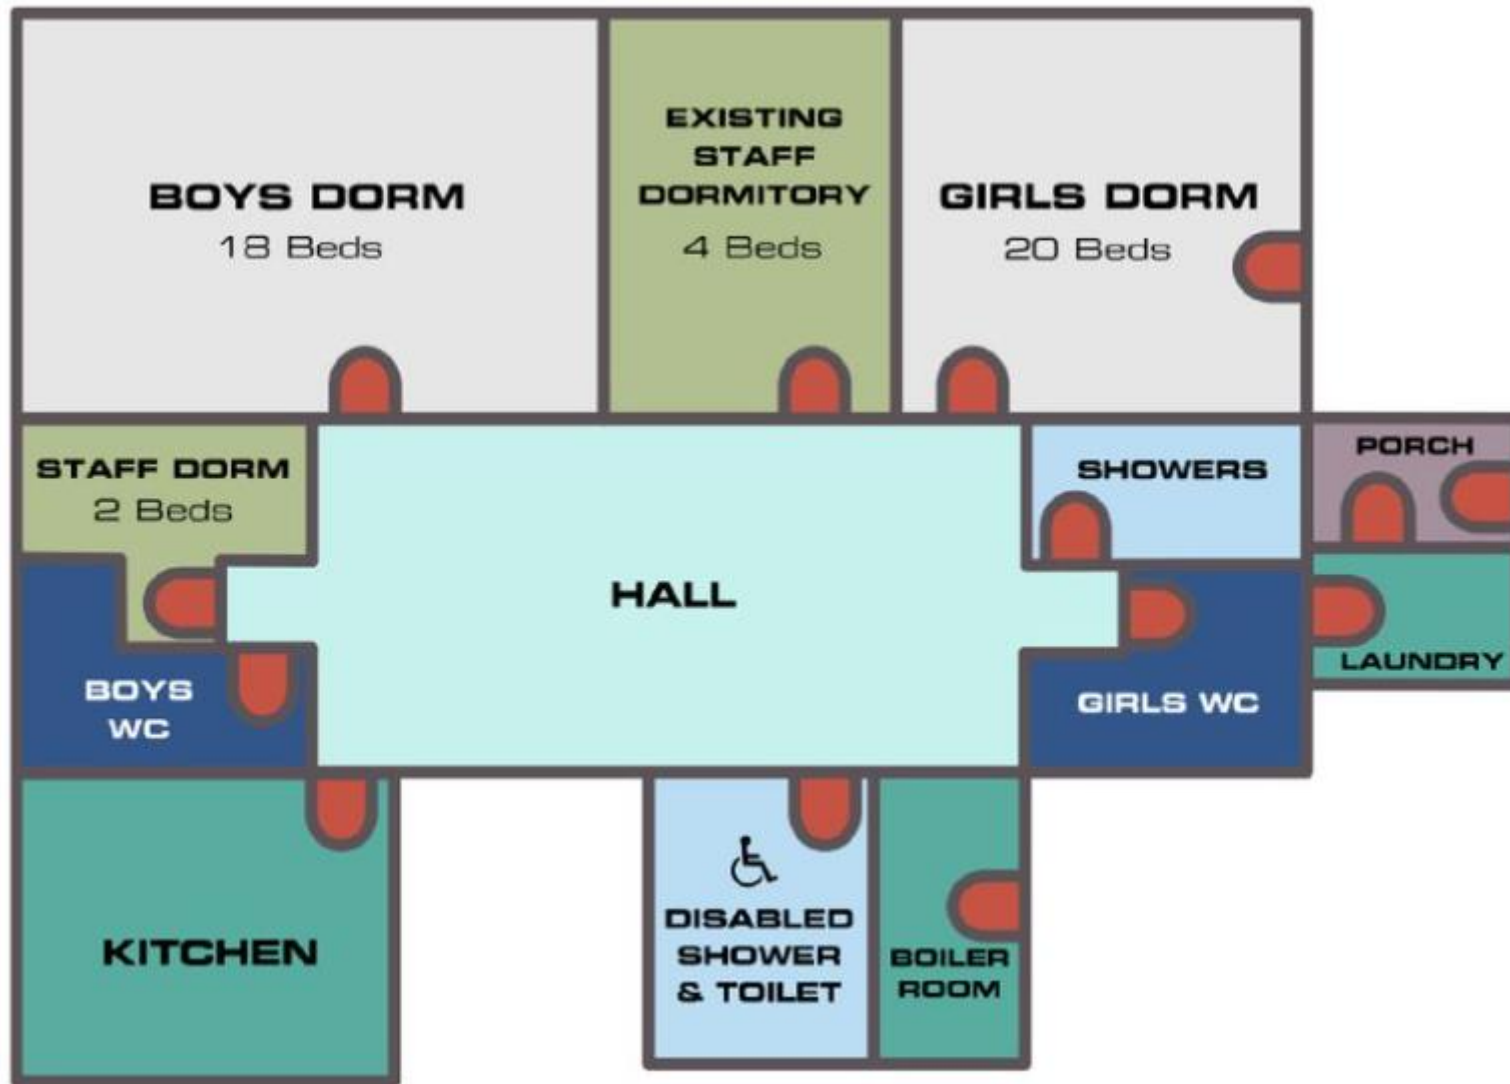 BOYS DORM
18 Beds
EXISTING
STAFF
DORMITORY
4 Beds
GIRLS DORM
20 Beds
STAFF DORM
2 Beds
HALL
SHOWERS
PORCH
BOYS
WC
GIRLS WC
LAUNDRY
KITCHEN
DISABLED
SHOWER
& TOILET
BOILER
ROOM